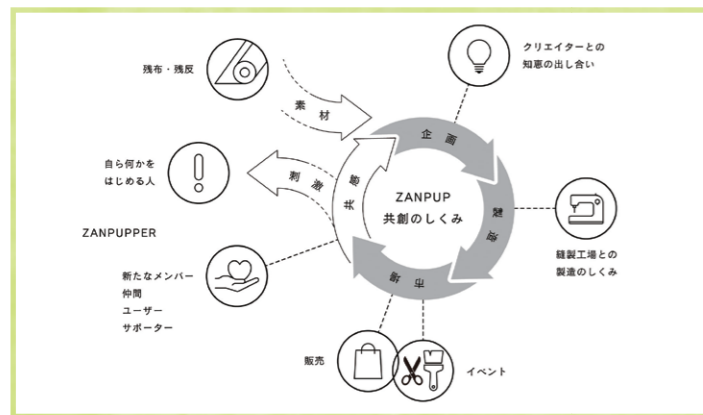 残布・残反
素材
クリエイターとの
知恵の出し合い
企画
自ら何かを
はじめる人
刺激
共感
ZANPUP
共創のしくみ
縫製工場との
製造のしくみ
ZANPUPPER
新たなメンバー
仲間
ユーザー
サポーター
市場
販売
イベント